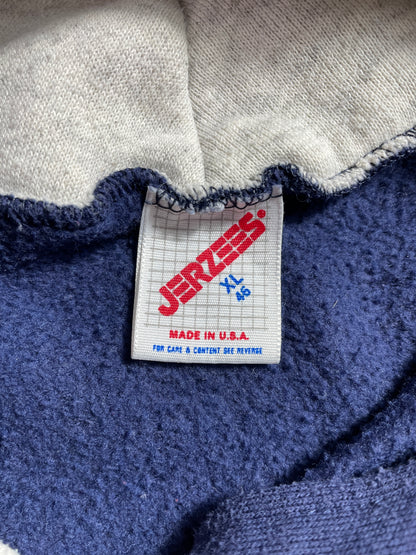 JERZEES®
XL
46
MADE IN U.S.A.
FOR CARE & CONTENT SEE REVERSE